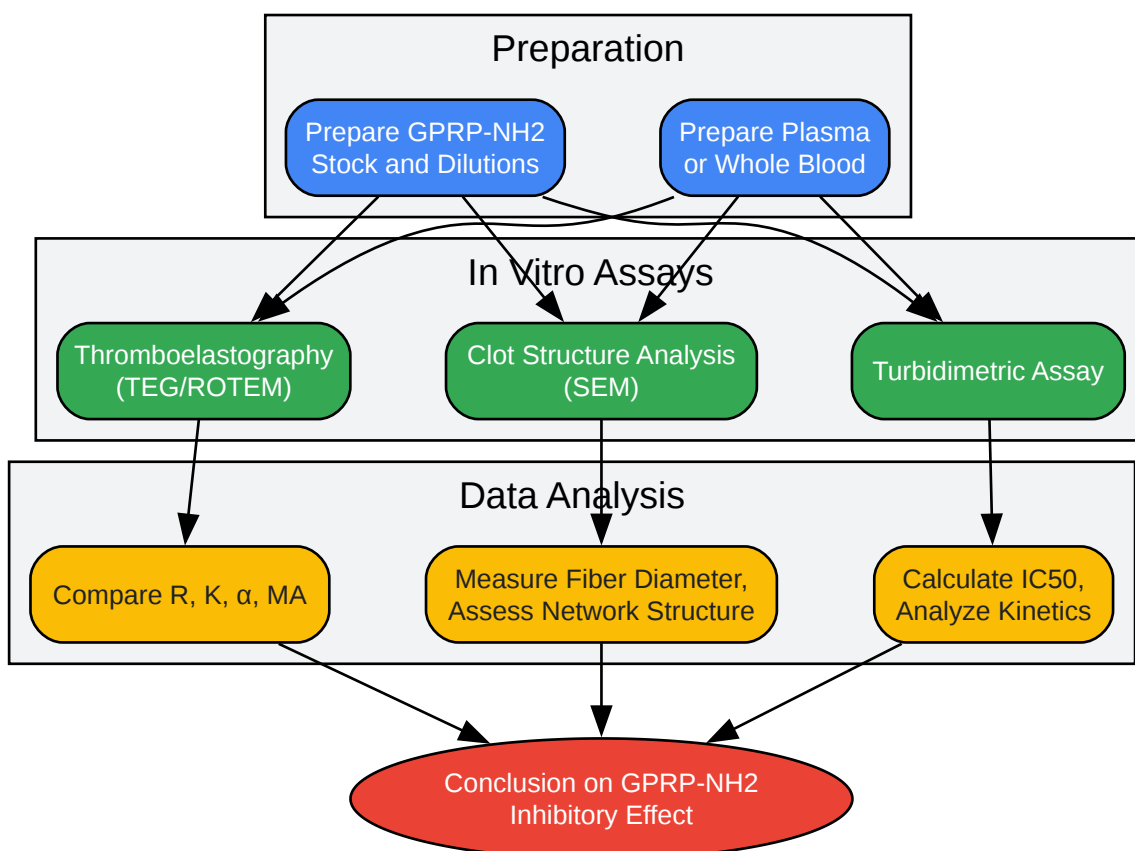 Preparation
Prepare GPRP-NH2
Stock and Dilutions
Prepare Plasma
or Whole Blood
In Vitro Assays
Thromboelastography
(TEG/ROTEM)
Clot Structure Analysis
(SEM)
Turbidimetric Assay
Data Analysis
Compare R, K, α, MA
Measure Fiber Diameter,
Assess Network Structure
Calculate IC50,
Analyze Kinetics
Conclusion on GPRP-NH2
Inhibitory Effect